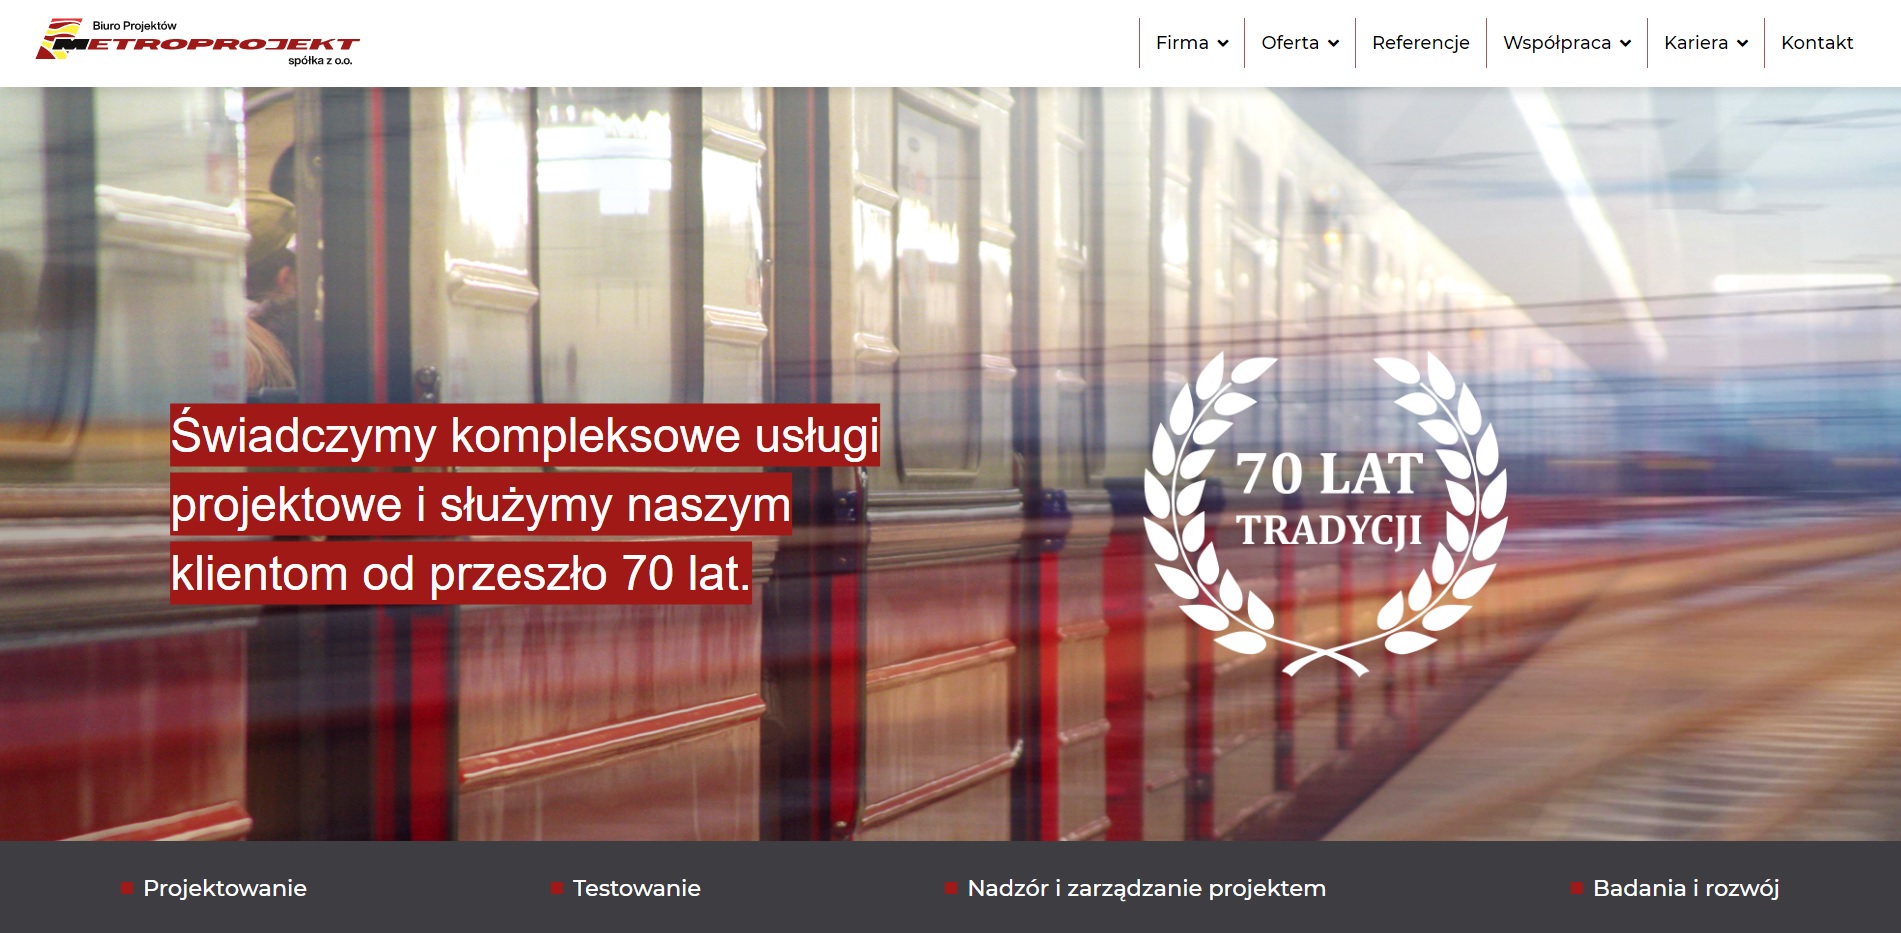 Biuro Projektów
METROPROJEKT
spółka z o.o.
Firma
Oferta
Referencje
Współpraca
Kariera
Kontakt
Świadczymy kompleksowe usługi
projektowe i służymy naszym
klientom od przeszło 70 lat.
70 LAT
TRADYCJI
Projektowanie
Testowanie
Nadzór i zarządzanie projektem
Badania i rozwój